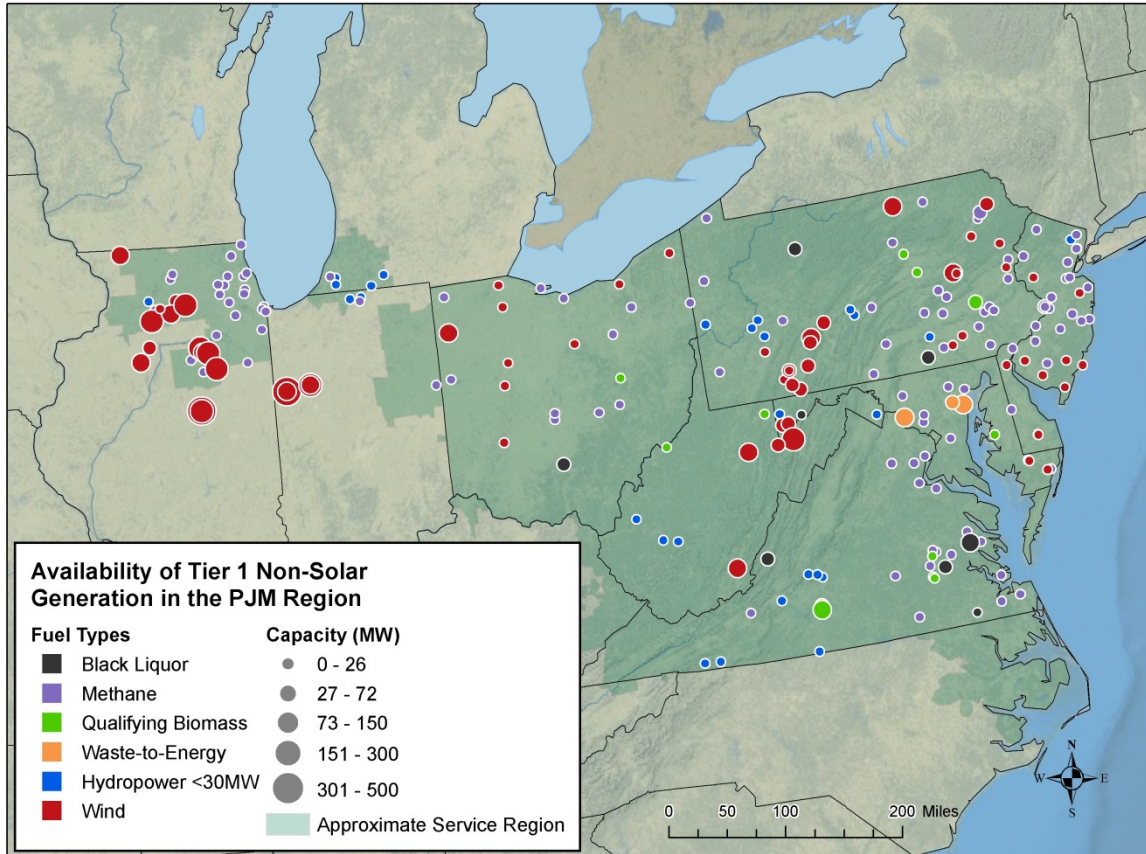 Availability of Tier 1 Non-Solar
Generation in the PJM Region
Fuel Types
Black Liquor
Methane
Qualifying Biomass
Waste-to-Energy
Hydropower <30MW
Wind
Capacity (MW)
0 - 26
27 - 72
73 - 150
151 - 300
301 - 500
Approximate Service Region
0 50 100 200 Miles
N
W E
S